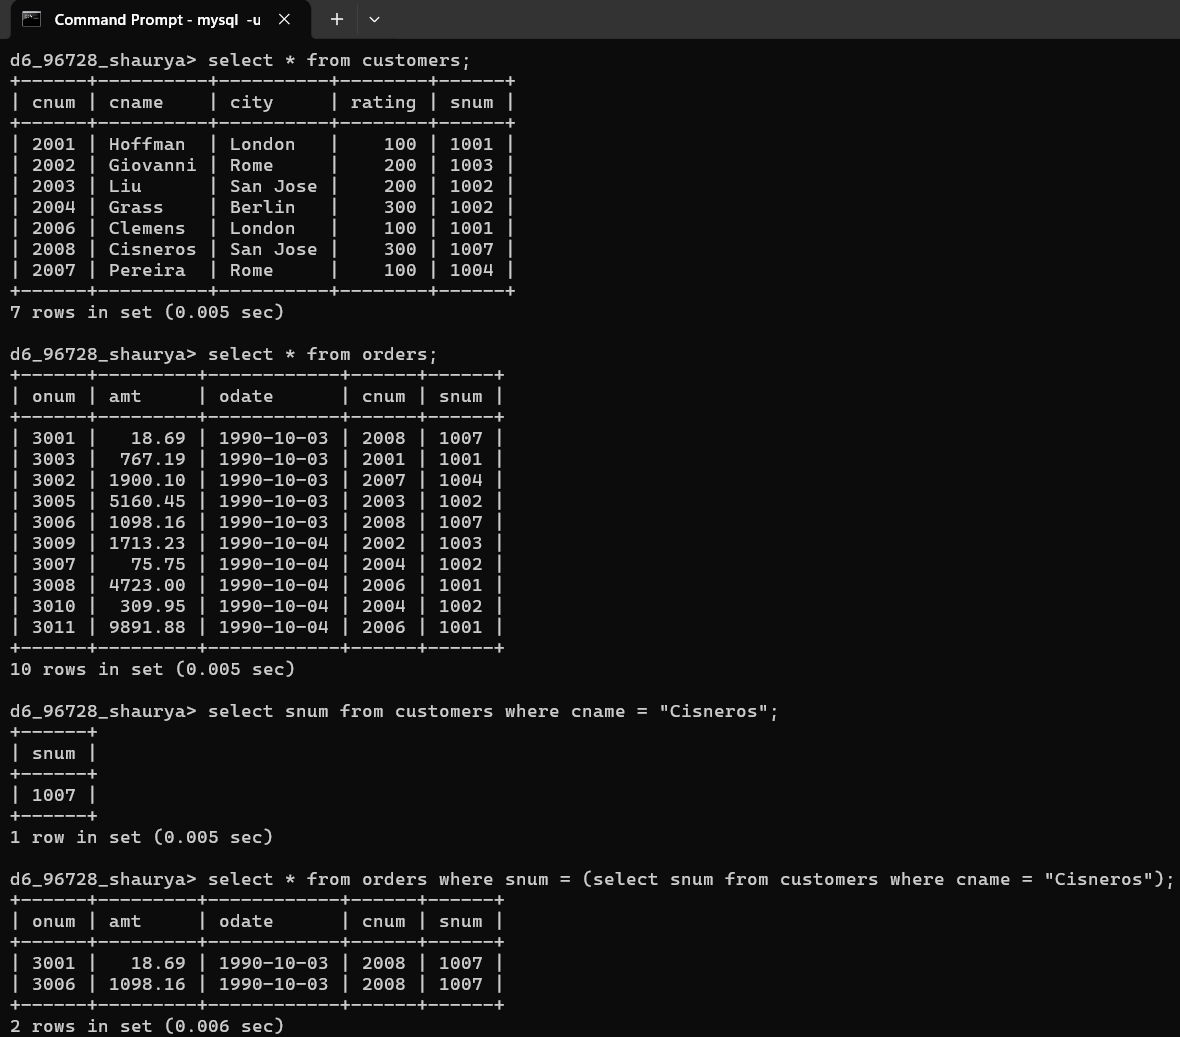 Command Prompt - mysql -u
d6_96728_shaurya> select * from customers;
+------+----------+----------+--------+------+
| cnum | cname    | city     | rating | snum |
+------+----------+----------+--------+------+
| 2001 | Hoffman  | London   |    100 | 1001 |
| 2002 | Giovanni | Rome     |    200 | 1003 |
| 2003 | Liu      | San Jose |    200 | 1002 |
| 2004 | Grass    | Berlin   |    300 | 1002 |
| 2006 | Clemens  | London   |    100 | 1001 |
| 2008 | Cisneros | San Jose |    300 | 1007 |
| 2007 | Pereira  | Rome     |    100 | 1004 |
+------+----------+----------+--------+------+
7 rows in set (0.005 sec)
d6_96728_shaurya> select * from orders;
+------+---------+------------+------+------+
| onum | amt     | odate      | cnum | snum |
+------+---------+------------+------+------+
| 3001 |   18.69 | 1990-10-03 | 2008 | 1007 |
| 3003 |  767.19 | 1990-10-03 | 2001 | 1001 |
| 3002 | 1900.10 | 1990-10-03 | 2007 | 1004 |
| 3005 | 5160.45 | 1990-10-03 | 2003 | 1002 |
| 3006 | 1098.16 | 1990-10-03 | 2008 | 1007 |
| 3009 | 1713.23 | 1990-10-04 | 2002 | 1003 |
| 3007 |   75.75 | 1990-10-04 | 2004 | 1002 |
| 3008 | 4723.00 | 1990-10-04 | 2006 | 1001 |
| 3010 |  309.95 | 1990-10-04 | 2004 | 1002 |
| 3011 | 9891.88 | 1990-10-04 | 2006 | 1001 |
+------+---------+------------+------+------+
10 rows in set (0.005 sec)
d6_96728_shaurya> select snum from customers where cname = "Cisneros";
+------+
| snum |
+------+
| 1007 |
+------+
1 row in set (0.005 sec)
d6_96728_shaurya> select * from orders where snum = (select snum from customers where cname = "Cisneros");
+------+---------+------------+------+------+
| onum | amt     | odate      | cnum | snum |
+------+---------+------------+------+------+
| 3001 |   18.69 | 1990-10-03 | 2008 | 1007 |
| 3006 | 1098.16 | 1990-10-03 | 2008 | 1007 |
+------+---------+------------+------+------+
2 rows in set (0.006 sec)